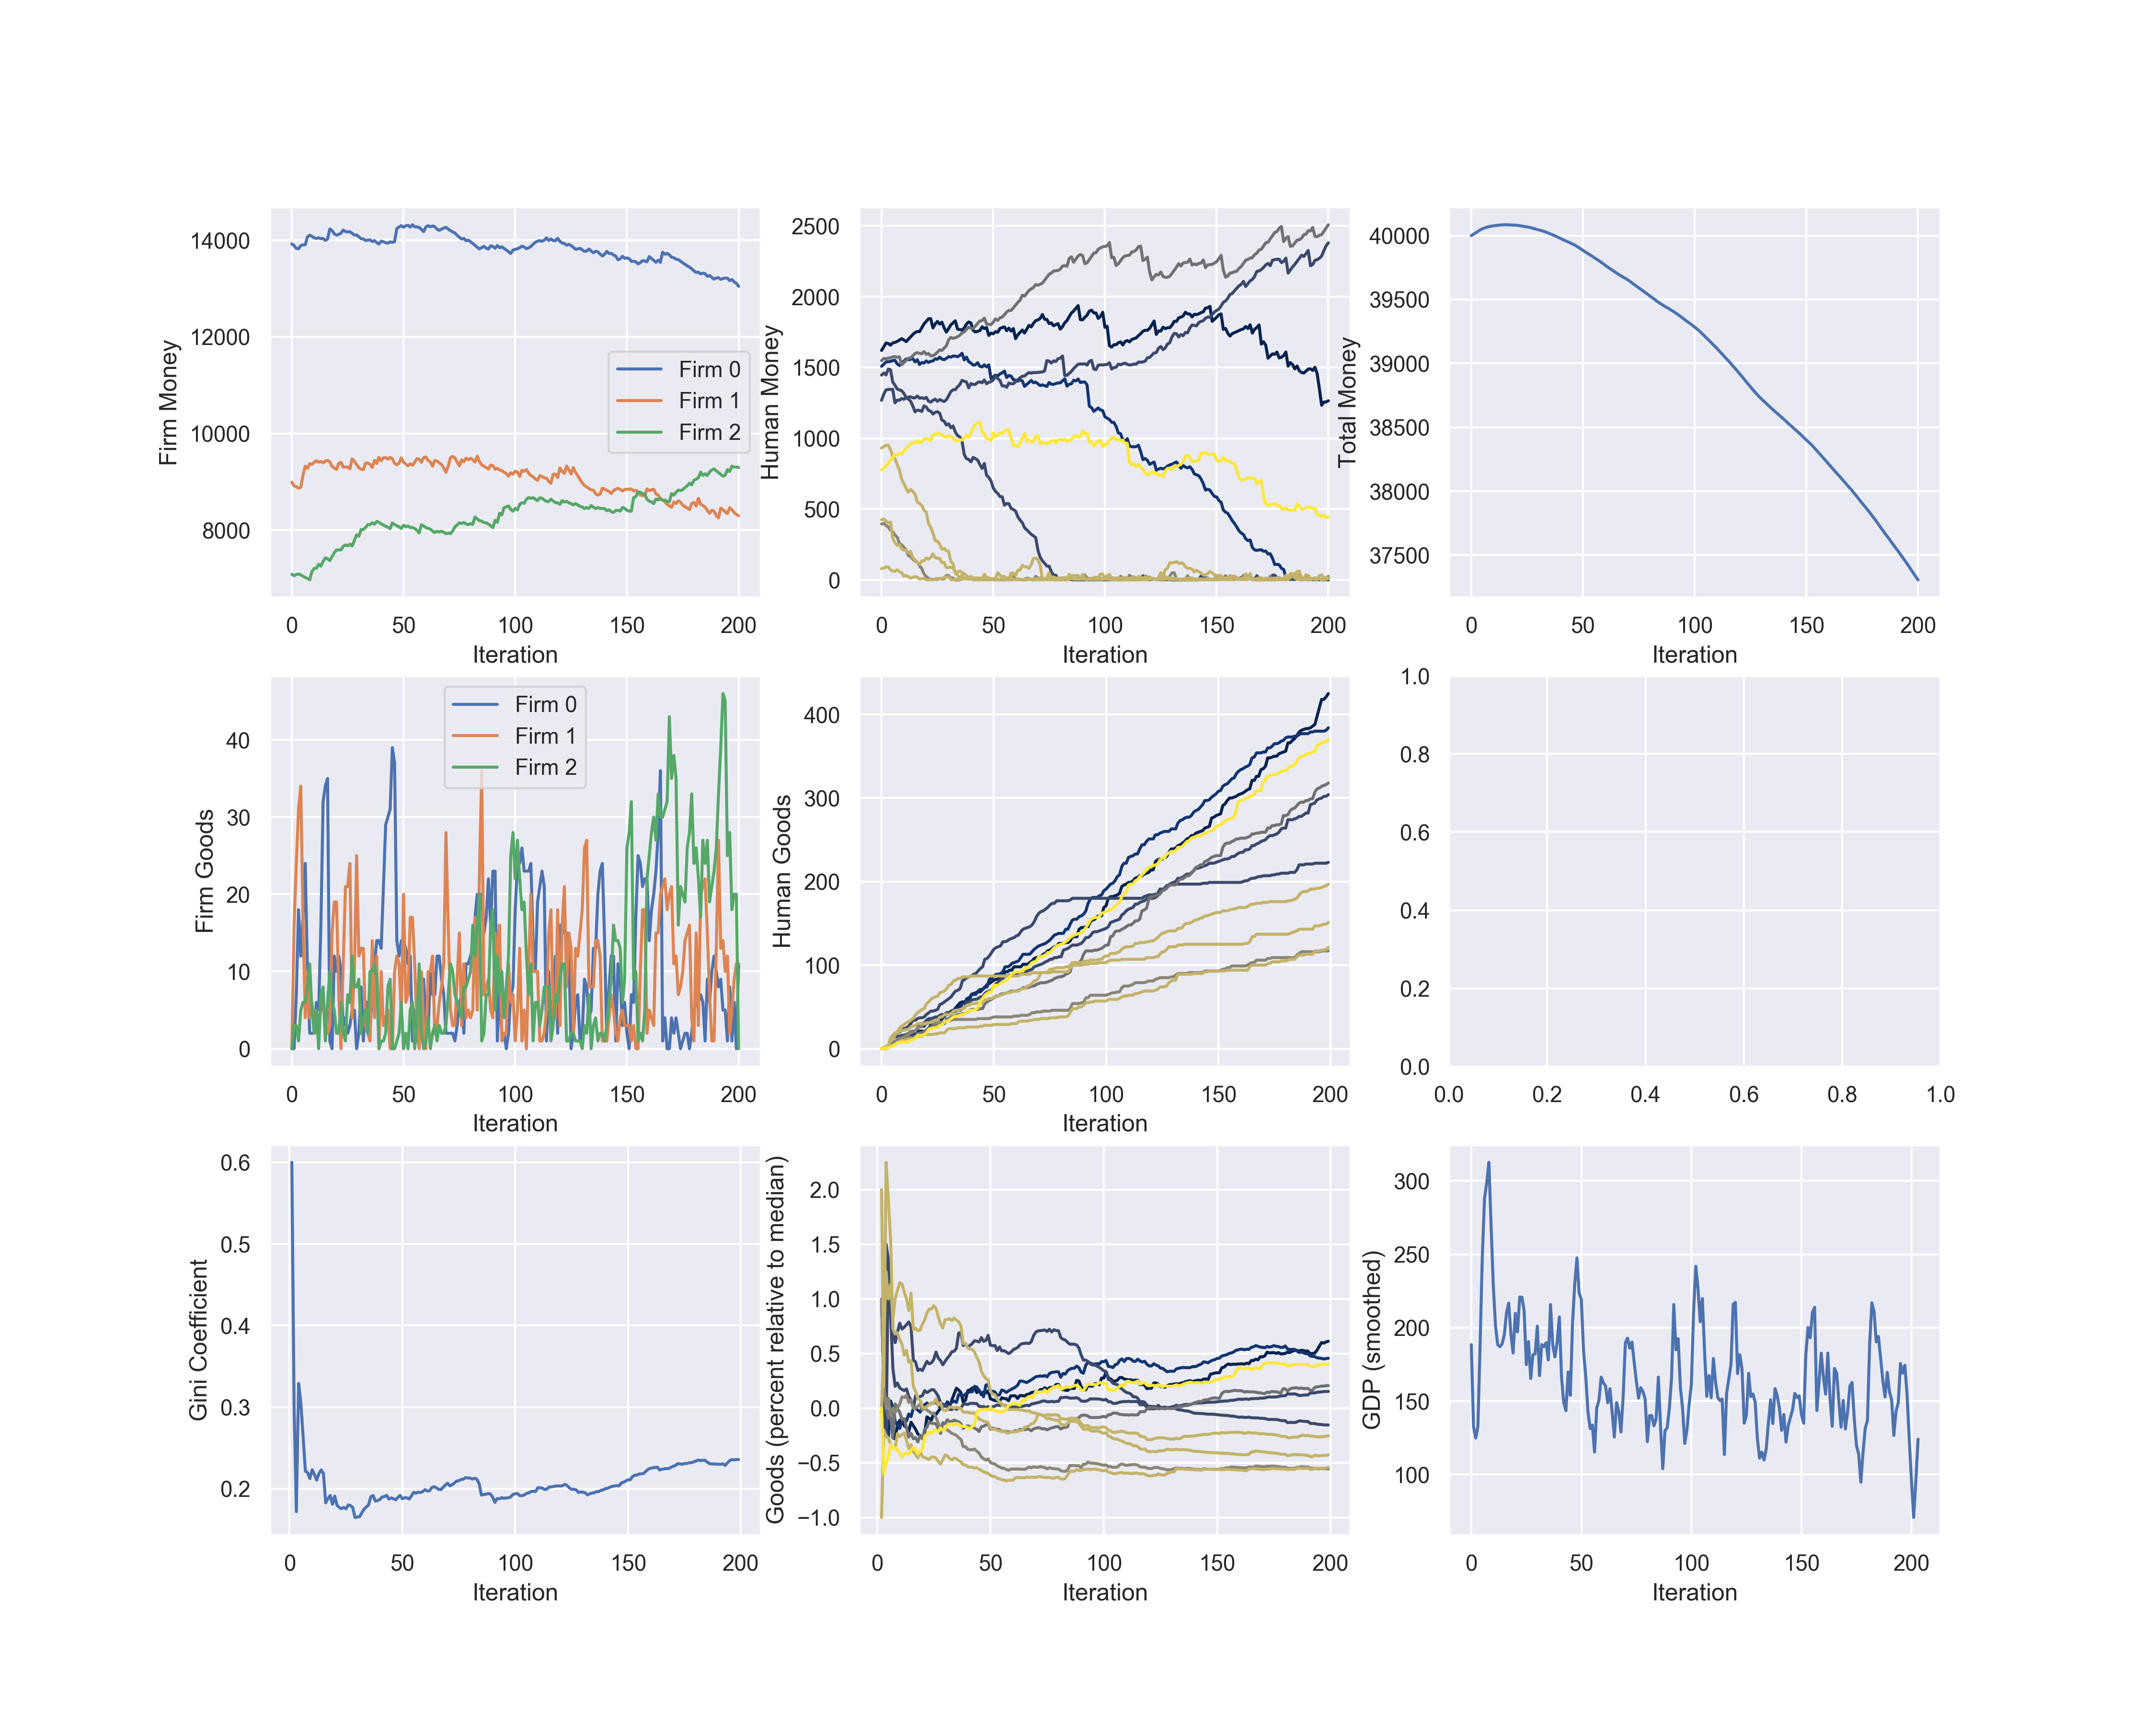 Firm Money
14000
12000
10000
8000
Firm 0
Firm 1
Firm 2
0 50 100 150 200
Iteration
Human Money
2500
2000
1500
1000
500
0
0 50 100 150 200
Iteration
Total Money
40000
39500
39000
38500
38000
37500
0 50 100 150 200
Iteration
Firm Goods
40
30
20
10
0
Firm 0
Firm 1
Firm 2
0 50 100 150 200
Iteration
Human Goods
400
300
200
100
0
0 50 100 150 200
Iteration
1.0
0.8
0.6
0.4
0.2
0.0
0.0 0.2 0.4 0.6 0.8 1.0
Gini Coefficient
0.6
0.5
0.4
0.3
0.2
0 50 100 150 200
Iteration
Goods (percent relative to median)
2.0
1.5
1.0
0.5
0.0
−0.5
−1.0
0 50 100 150 200
Iteration
GDP (smoothed)
300
250
200
150
100
0 50 100 150 200
Iteration